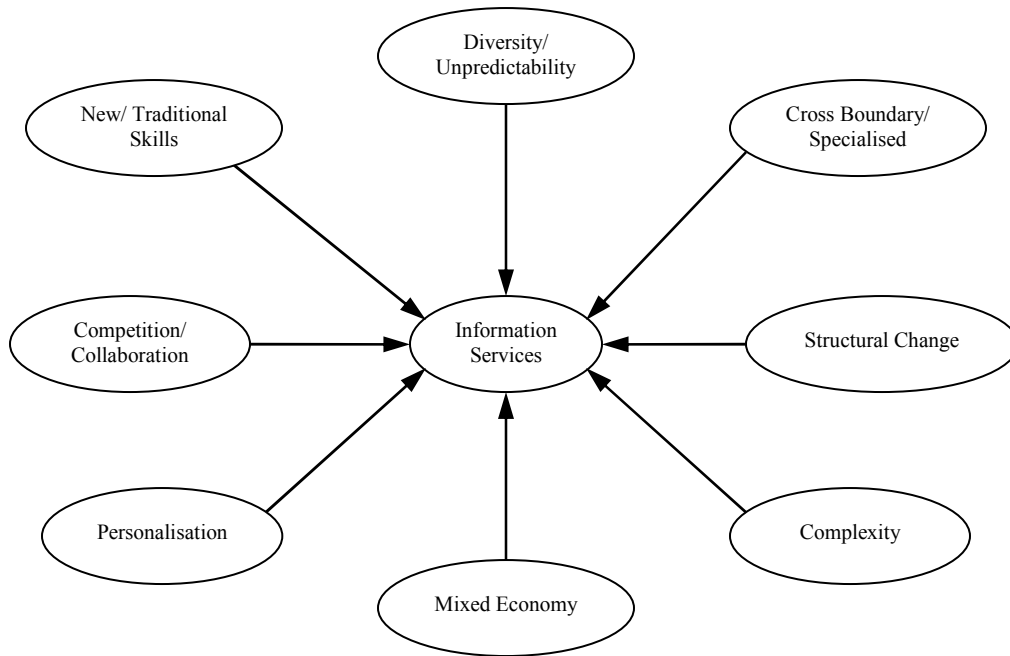 Diversity/
Unpredictability
New/ Traditional
Skills
Cross Boundary/
Specialised
Competition/
Collaboration
Information
Services
Structural Change
Personalisation
Complexity
Mixed Economy